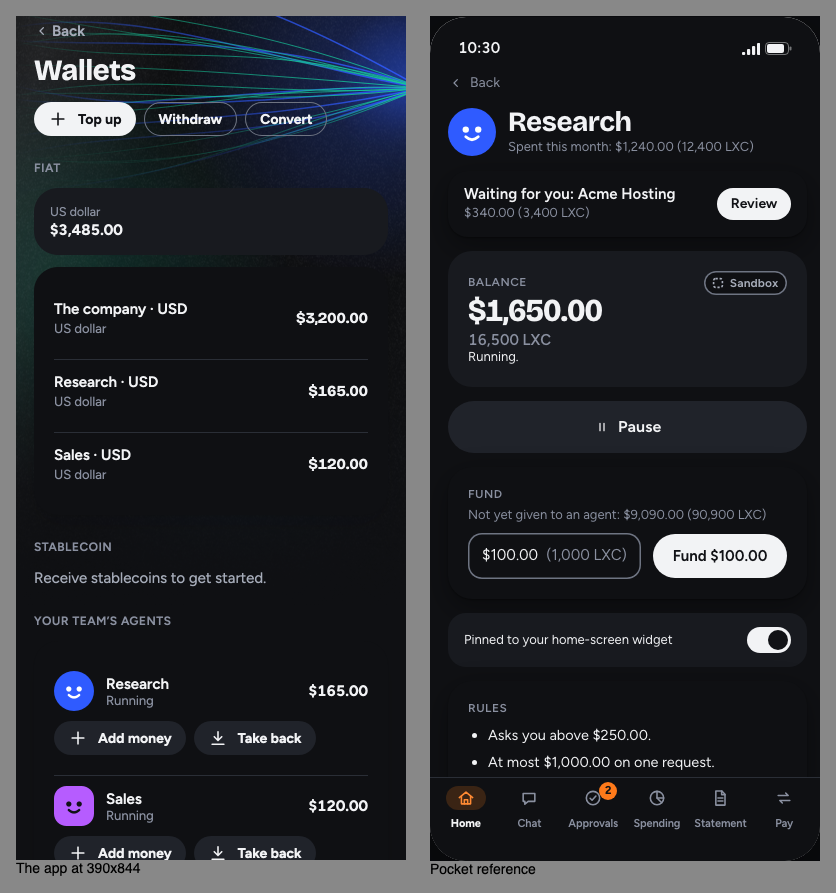 Back
Wallets
Top up
Withdraw
Convert
FIAT
US dollar
$3,485.00
The company · USD
US dollar
$3,200.00
Research · USD
US dollar
$165.00
Sales · USD
US dollar
$120.00
STABLECOIN
Receive stablecoins to get started.
YOUR TEAM'S AGENTS
Research
Running
$165.00
Add money
Take back
Sales
Running
$120.00
Add money
Take back
The app at 390x844
10:30
Back
Research
Spent this month: $1,240.00 (12,400 LXC)
Waiting for you: Acme Hosting
$340.00 (3,400 LXC)
Review
BALANCE
Sandbox
$1,650.00
16,500 LXC
Running.
Pause
FUND
Not yet given to an agent: $9,090.00 (90,900 LXC)
$100.00 (1,000 LXC)
Fund $100.00
Pinned to your home-screen widget
RULES
• Asks you above $250.00.
• At most $1,000.00 on one request.
2
Home
Chat
Approvals
Spending
Statement
Pay
Pocket reference